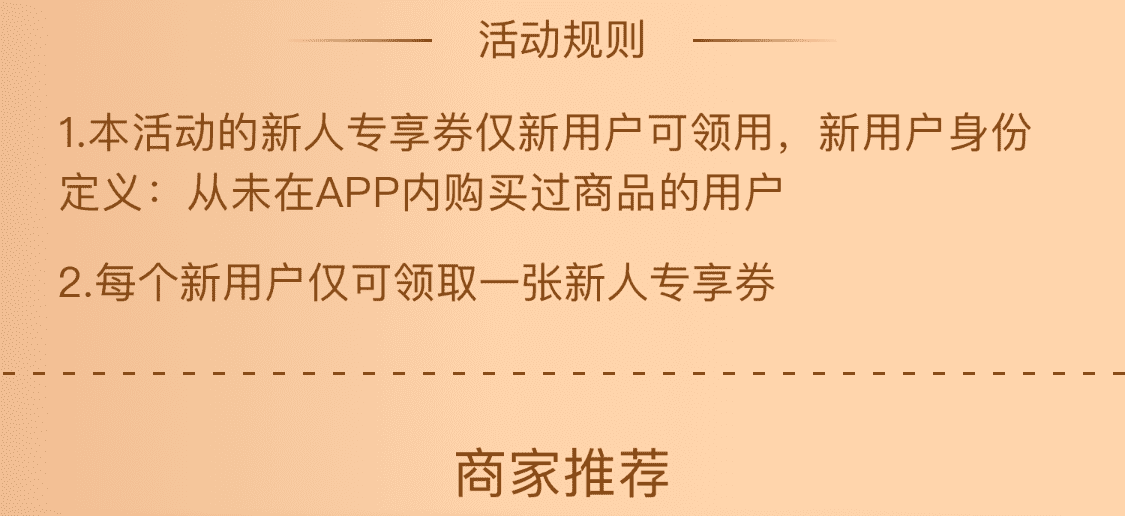 活动规则
1.本活动的新人专享券仅新用户可领用，新用户身份
定义：从未在APP内购买过商品的用户
2.每个新用户仅可领取一张新人专享券
商家推荐